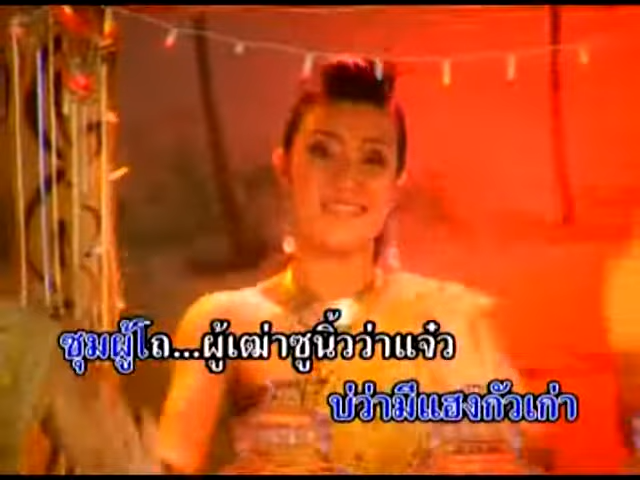 ซุมผู้โถ...ผู้เฒ่าซูนิ้วว่าแจ๋ว
บ่ว่ามีแฮงกัวเก่า